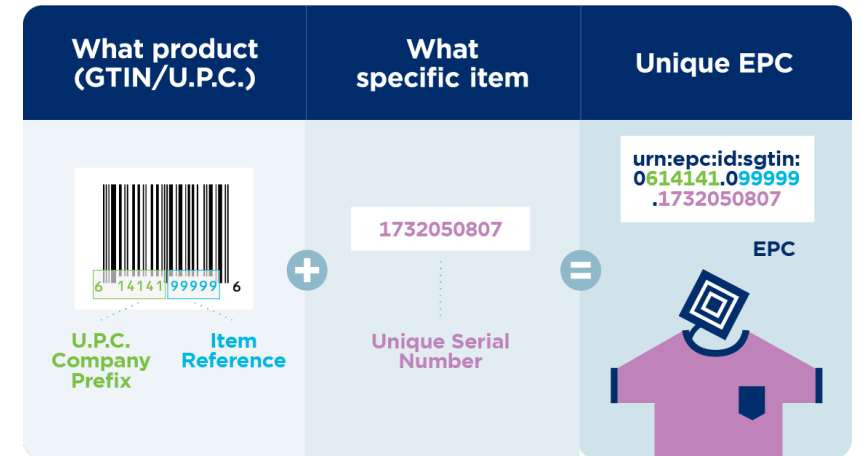 What product
(GTIN/U.P.C.)
What
specific item
Unique EPC
6 14141 99999 6
U.P.C.
Company
Prefix
Item
Reference
+
1732050807
Unique Serial
Number
=
urn:epc:id:sgtin:
0614141.099999
.1732050807
EPC